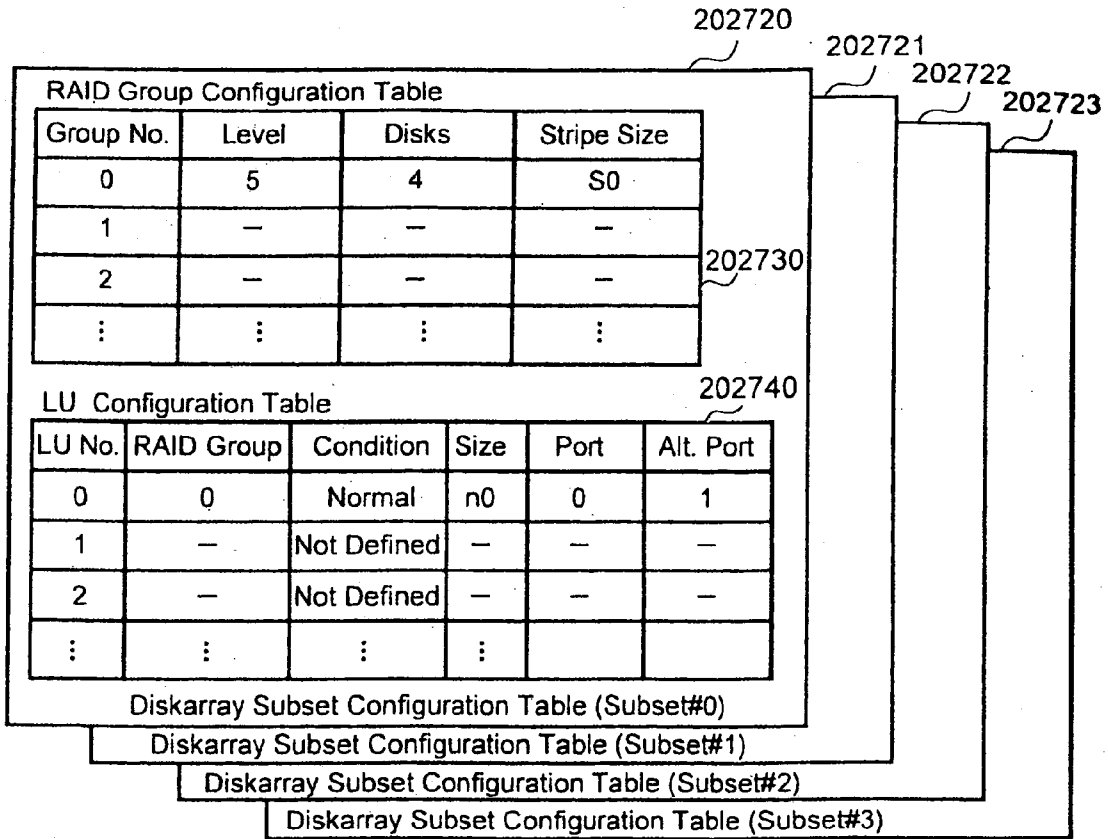 202720
202721
202722
202723
RAID Group Configuration Table
Group No. Level Disks Stripe Size
0 5 4 S0
1 — — —
2 — — —
⋮ ⋮ ⋮ ⋮
202730
LU Configuration Table
202740
LU No. RAID Group Condition Size Port Alt. Port
0 0 Normal n0 0 1
1 — Not Defined — — —
2 — Not Defined — — —
⋮ ⋮ ⋮ ⋮
Diskarray Subset Configuration Table (Subset#0)
Diskarray Subset Configuration Table (Subset#1)
Diskarray Subset Configuration Table (Subset#2)
Diskarray Subset Configuration Table (Subset#3)